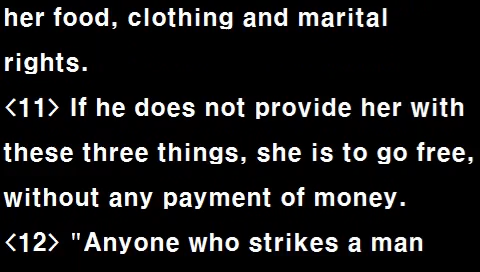 her food, clothing and marital
rights.
<11> If he does not provide her with
these three things, she is to go free,
without any payment of money.
<12> "Anyone who strikes a man